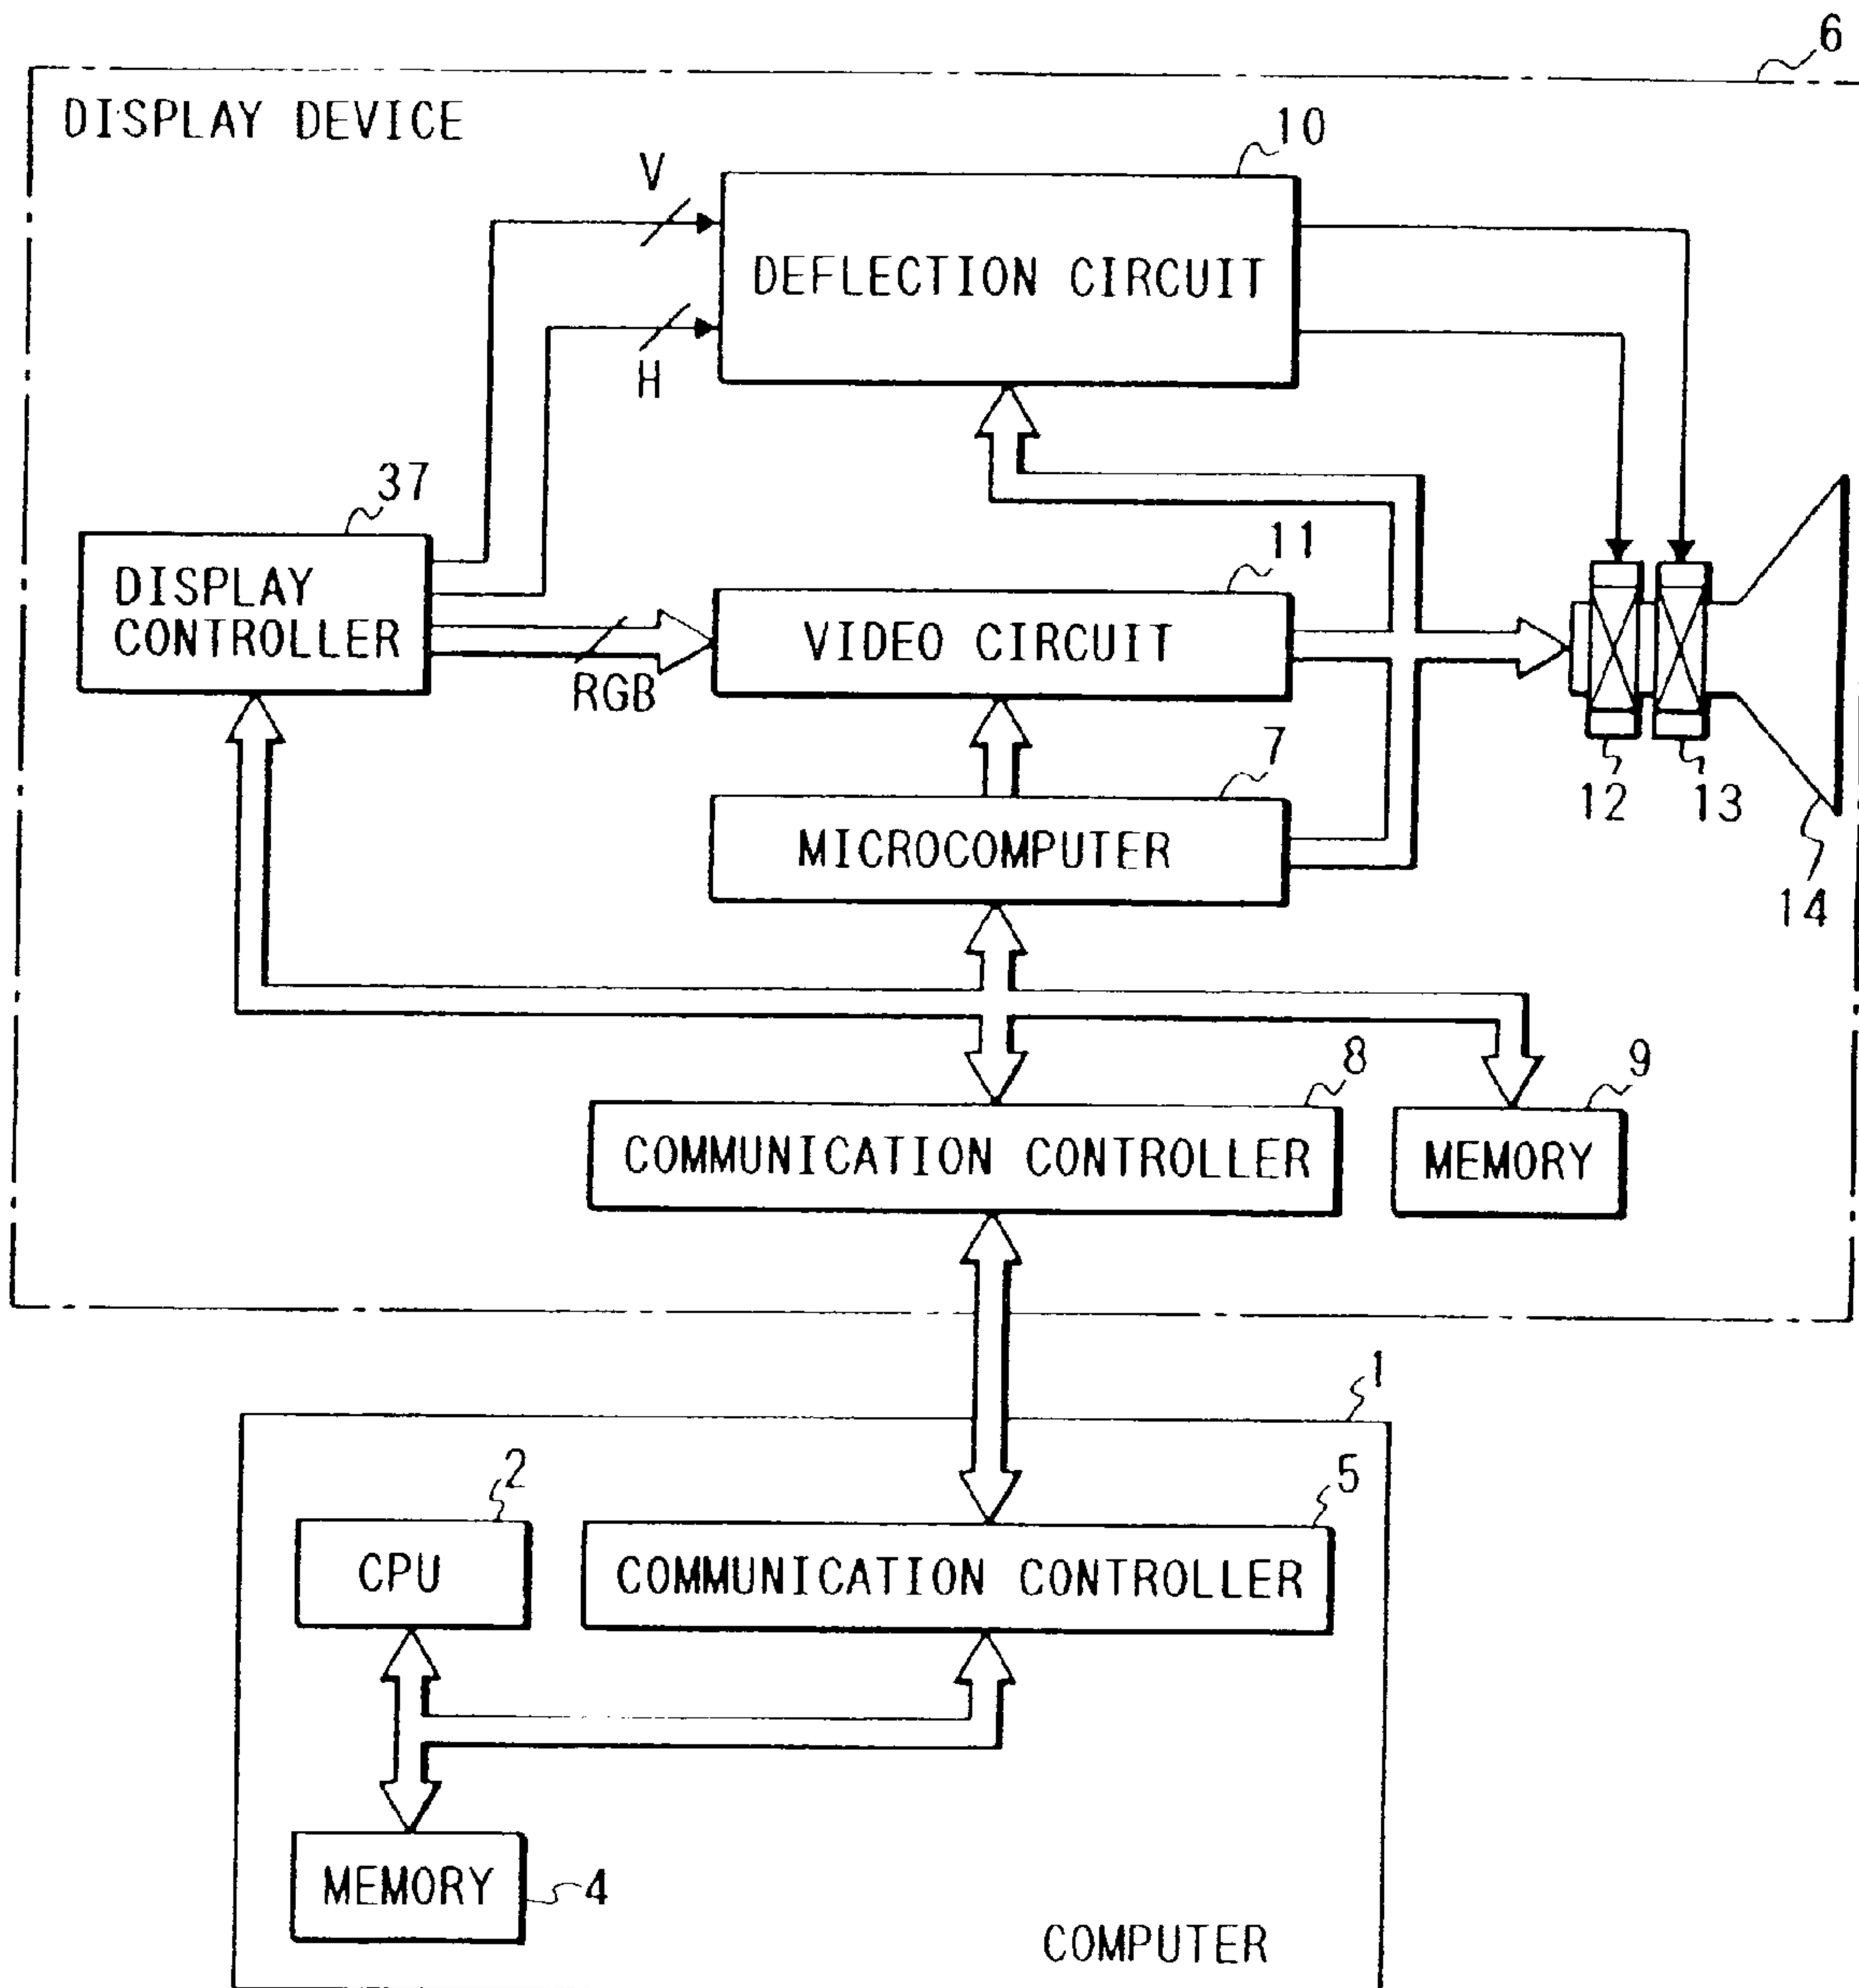 6
DISPLAY DEVICE
10
V
DEFLECTION CIRCUIT
H
37
11
DISPLAY
CONTROLLER
VIDEO CIRCUIT
RGB
7
12
13
MICROCOMPUTER
14
8
9
COMMUNICATION CONTROLLER
MEMORY
1
2
5
CPU
COMMUNICATION CONTROLLER
MEMORY
4
COMPUTER